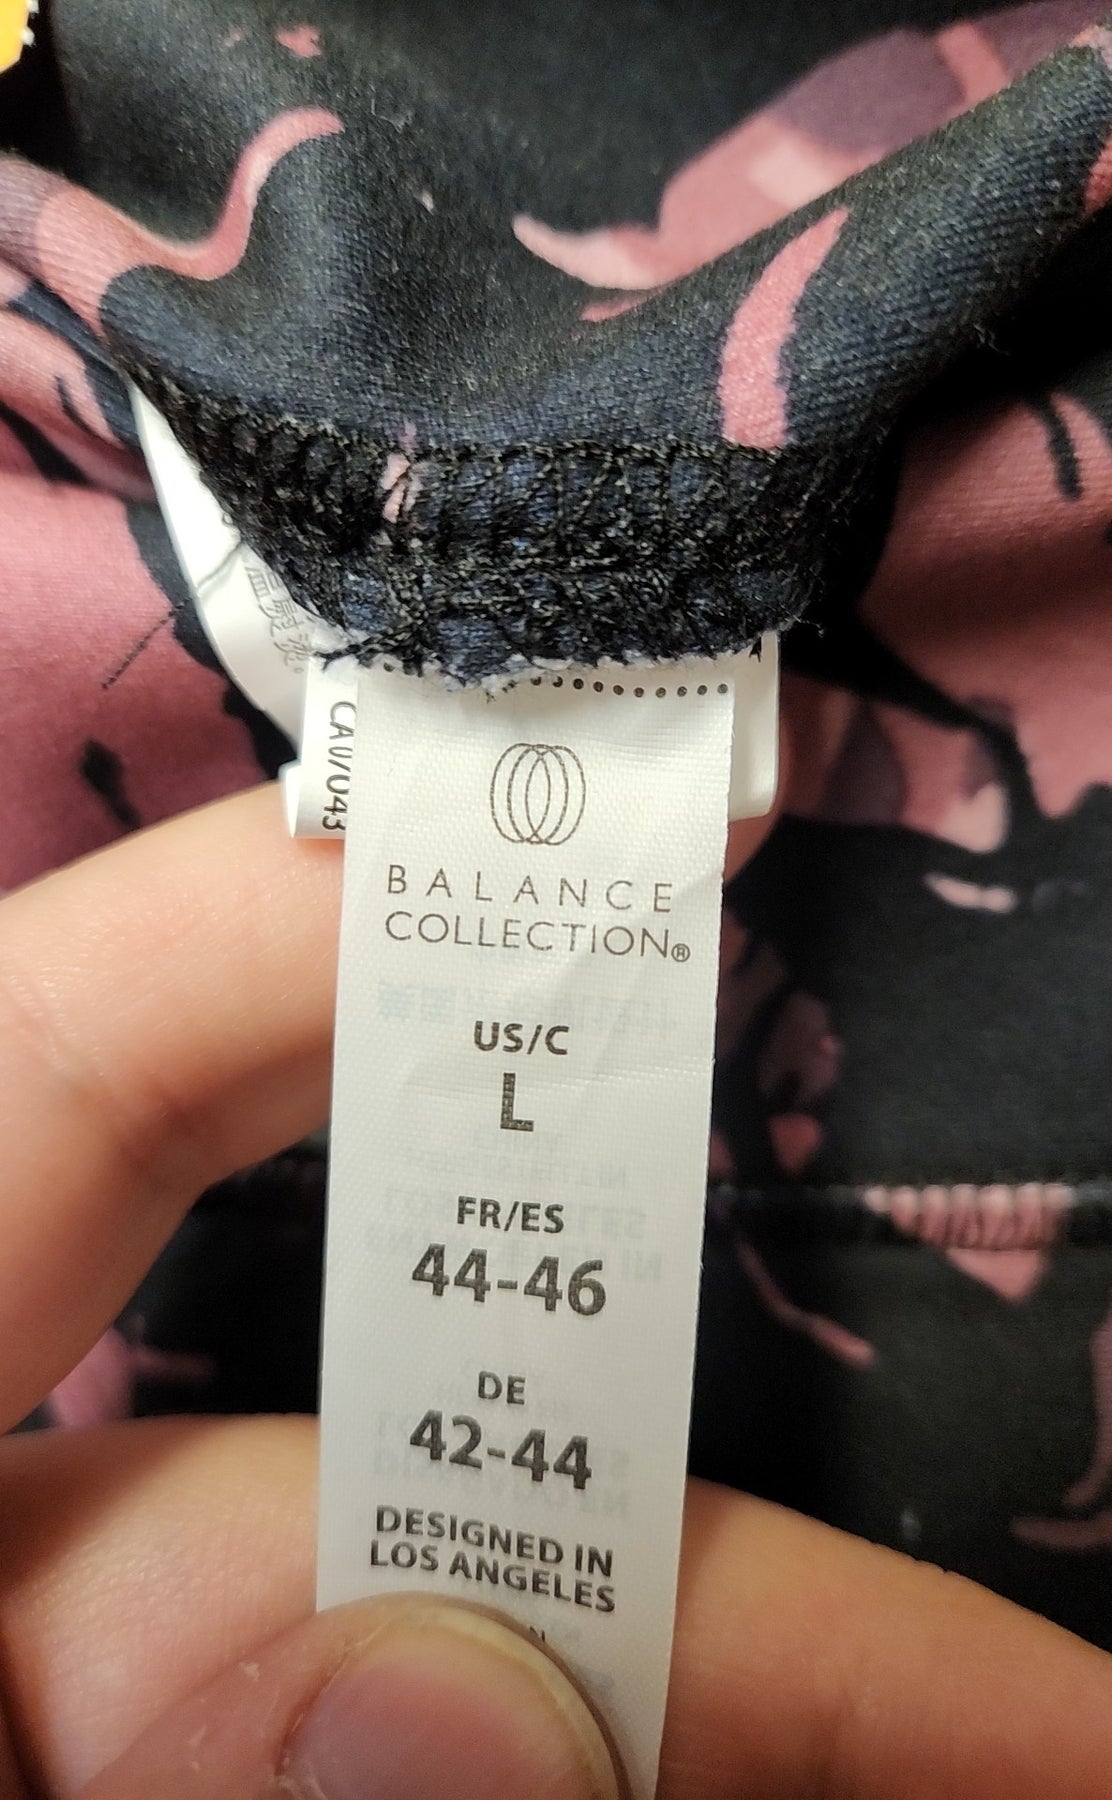 BALANCE
COLLECTION®
US/C
L
FR/ES
44-46
DE
42-44
DESIGNED IN
LOS ANGELES